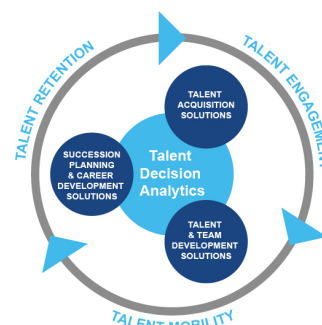 TALENT RETENTION
TALENT ENGAGEMENT
TALENT
ACQUISITION
SOLUTIONS
SUCCESSION
PLANNING
& CAREER
DEVELOPMENT
SOLUTIONS
Talent
Decision
Analytics
TALENT
& TEAM
DEVELOPMENT
SOLUTIONS
TALENT MOBILITY